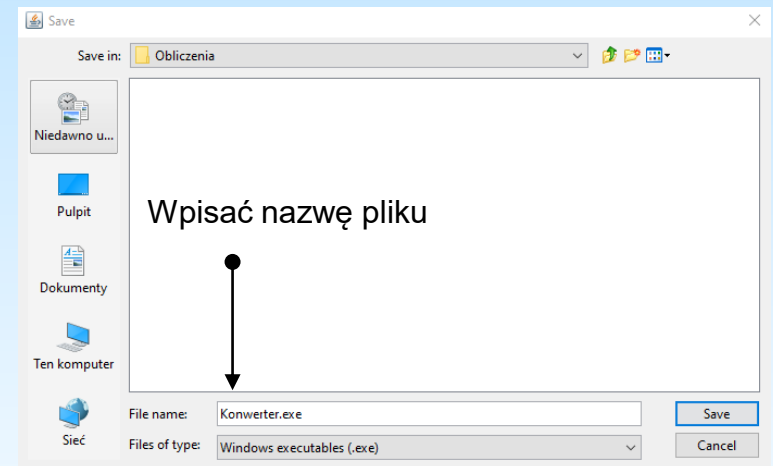 Save
Save in: Obliczenia
Niedawno u...
Pulpit
Wpisać nazwę pliku
Dokumenty
Ten komputer
Sieć
File name: Konwerter.exe Save
Files of type: Windows executables (.exe) Cancel